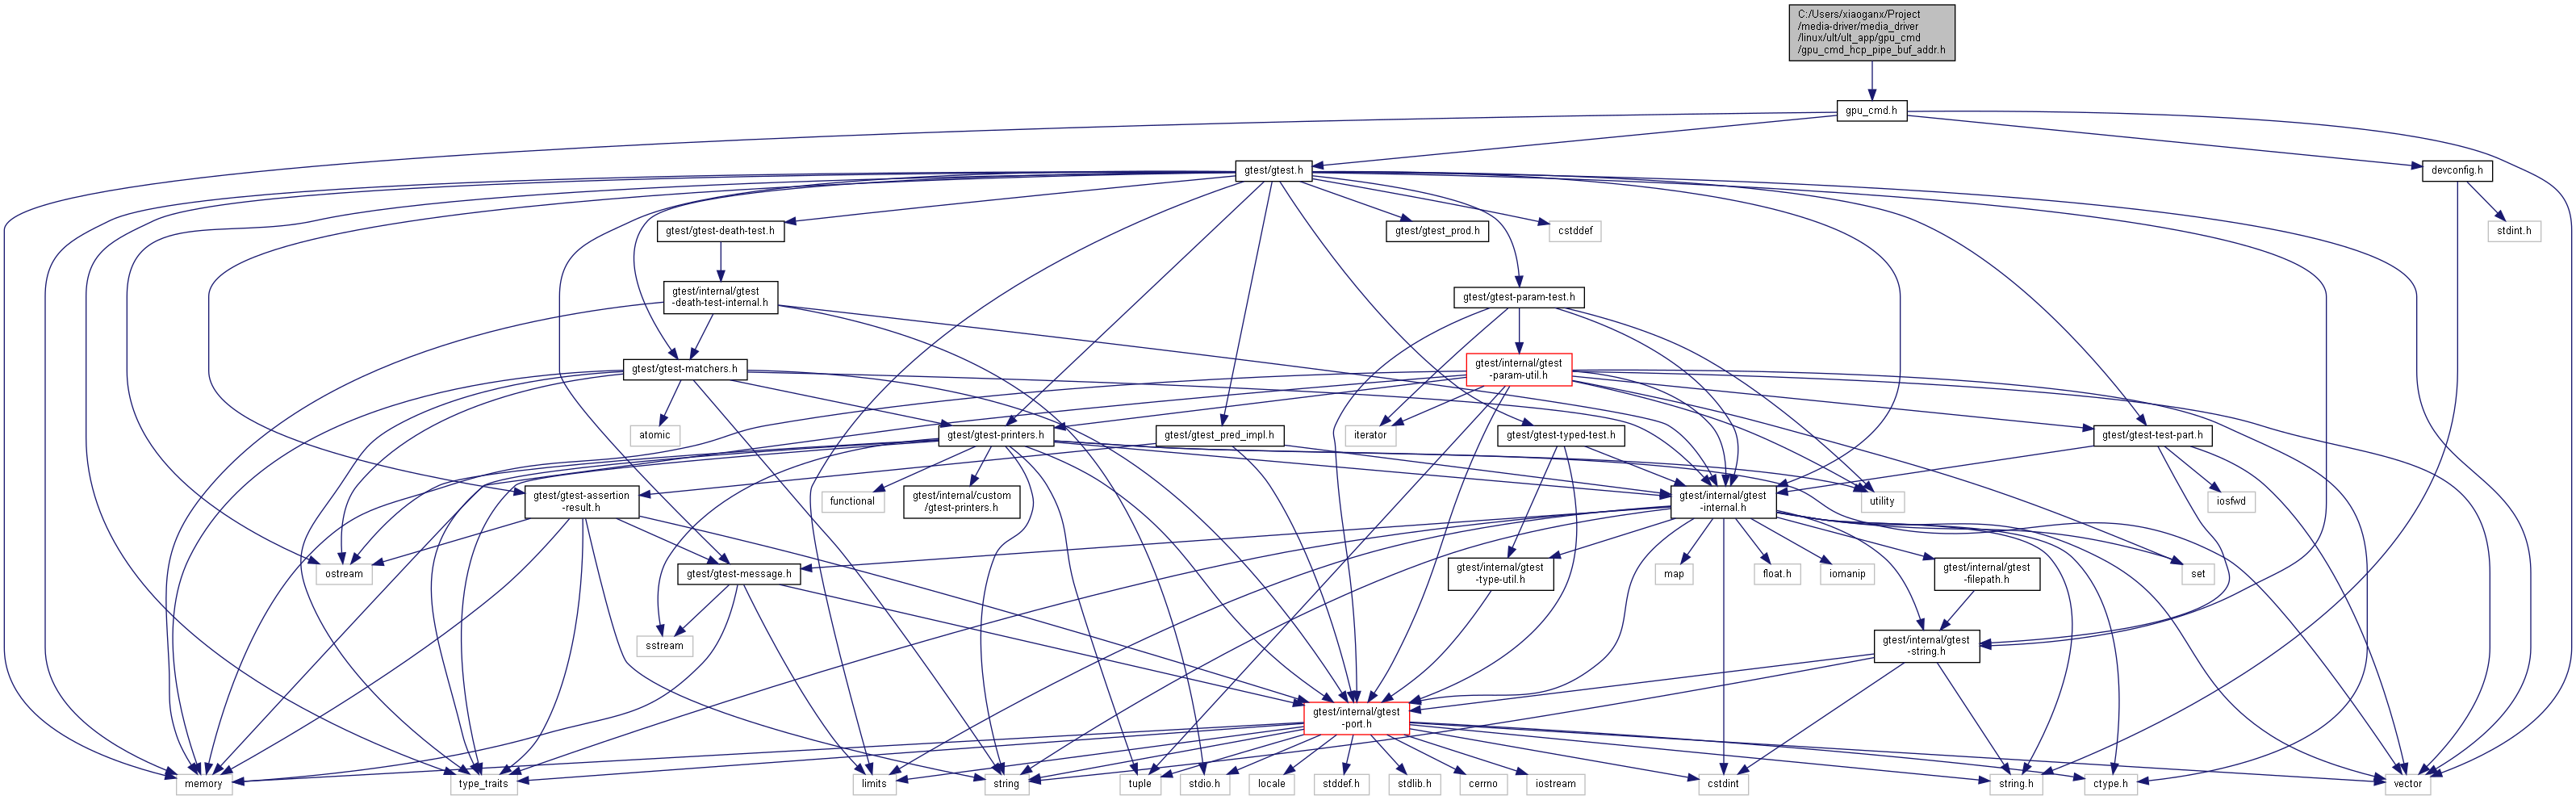 C:/Users/xiaoganx/Project
/media-driver/media_driver
/linux/ult/ult_app/gpu_cmd
/gpu_cmd_hcp_pipe_buf_addr.h
gpu_cmd.h
gtest/gtest.h
devconfig.h
gtest/gtest-death-test.h
gtest/gtest_prod.h
cstddef
stdint.h
gtest/internal/gtest
-death-test-internal.h
gtest/gtest-param-test.h
gtest/gtest-matchers.h
gtest/internal/gtest
-param-util.h
atomic
gtest/gtest-printers.h
gtest/gtest_pred_impl.h
iterator
gtest/gtest-typed-test.h
gtest/gtest-test-part.h
gtest/gtest-assertion
-result.h
functional
gtest/internal/custom
/gtest-printers.h
gtest/internal/gtest
-internal.h
utility
iosfwd
ostream
gtest/gtest-message.h
gtest/internal/gtest
-type-util.h
map
float.h
iomanip
gtest/internal/gtest
-filepath.h
set
sstream
gtest/internal/gtest
-string.h
gtest/internal/gtest
-port.h
memory
type_traits
limits
string
tuple
stdio.h
locale
stddef.h
stdlib.h
cerrno
iostream
cstdint
string.h
ctype.h
vector